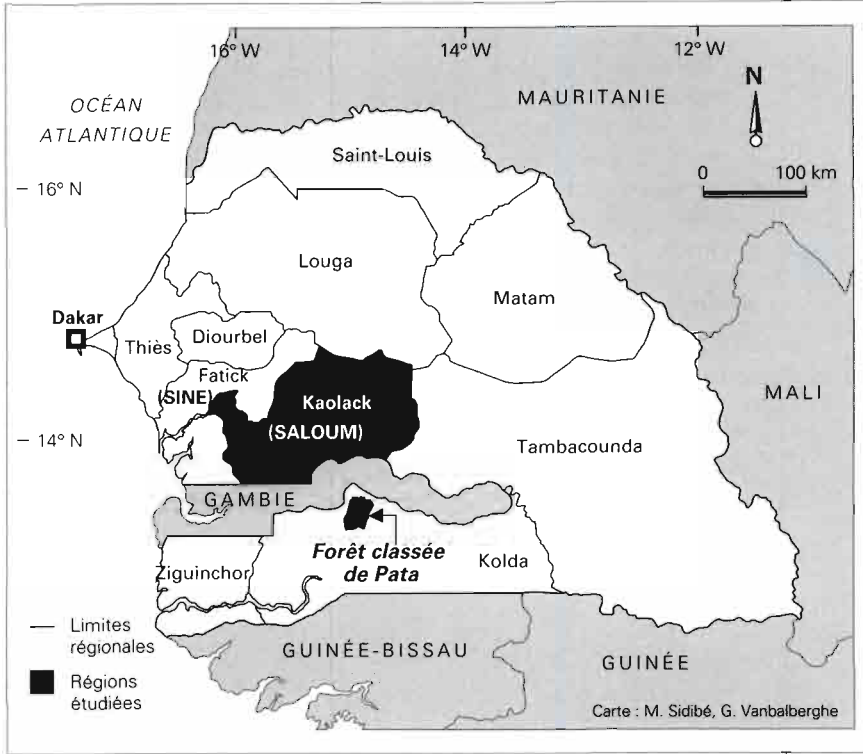 16° W
14° W
12° W
OCÉAN
ATLANTIQUE
MAURITANIE
N
0 100 km
Saint-Louis
– 16° N
Louga
Matam
Dakar
Thiès
Diourbel
Fatick
(SINE)
Kaolack
(SALOUM)
MALI
– 14° N
Tambacounda
GAMBIE
Forêt classée
de Pata
Kolda
Ziguinchor
Limites
régionales
GUINÉE-BISSAU
GUINÉE
Régions
étudiées
Carte : M. Sidibé, G. Vanbalberghe